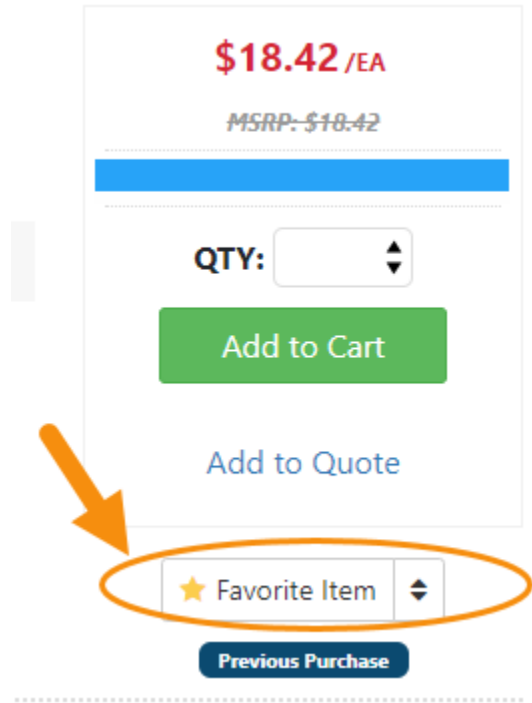 $18.42 /EA
MSRP: $18.42
QTY:
Add to Cart
Add to Quote
Favorite Item
Previous Purchase